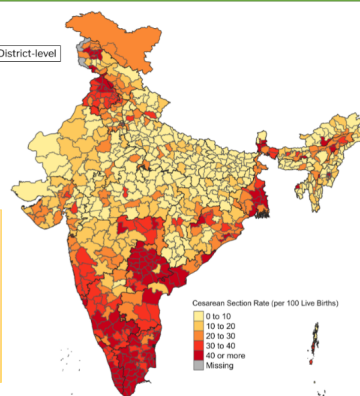 District-level
Cesarean Section Rate (per 100 Live Births)
0 to 10
10 to 20
20 to 30
30 to 40
40 or more
Missing